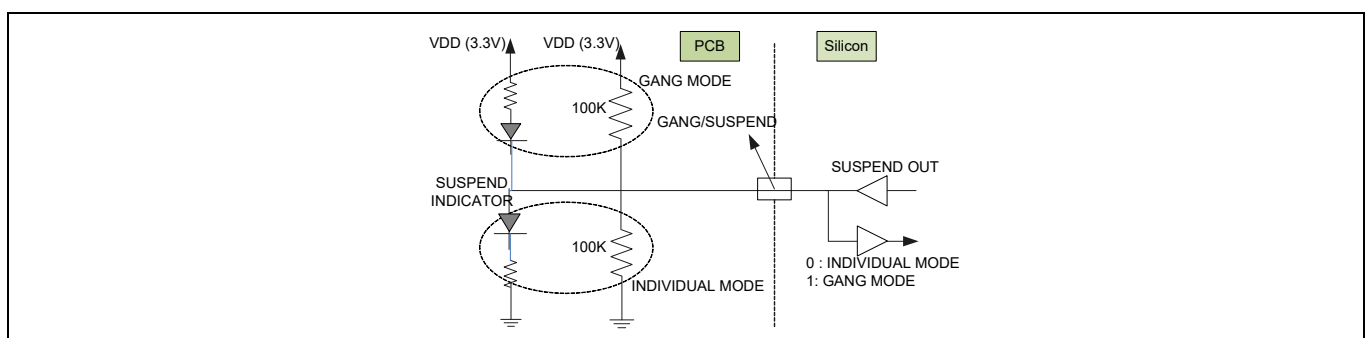 VDD (3.3V)
VDD (3.3V)
PCB
Silicon
GANG MODE
100K
GANG/SUSPEND
SUSPEND OUT
SUSPEND
INDICATOR
100K
0 : INDIVIDUAL MODE
1: GANG MODE
INDIVIDUAL MODE